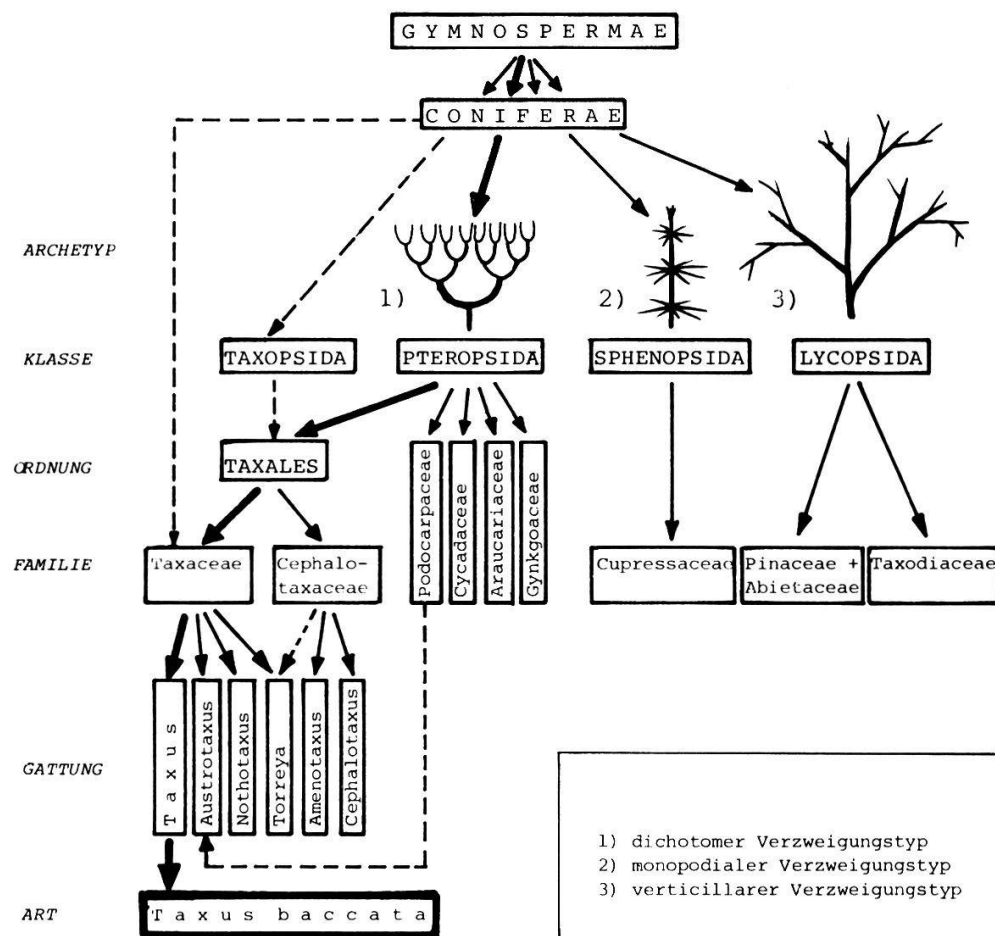 GYMNOSPERMAE
CONIFERAE
ARCHETYP
1)
2)
3)
KLASSE
TAXOPSIDA
PTEROPSIDA
SPHENOPSIDA
LYCOPSIDA
ORDNUNG
TAXALES
Podocarpaceae
Cycadaceae
Araucariaceae
Gynkgoaceae
FAMILIE
Taxaceae
Cephalo-
taxaceae
Cupressaceae
Pinaceae +
Abietaceae
Taxodiaceae
GATTUNG
Taxus
Austrotaxus
Nothotaxus
Torreya
Amenotaxus
Cephalotaxus
1) dichotomer Verzweigungstyp
2) monopodialer Verzweigungstyp
3) verticillarer Verzweigungstyp
ART
Taxus baccata